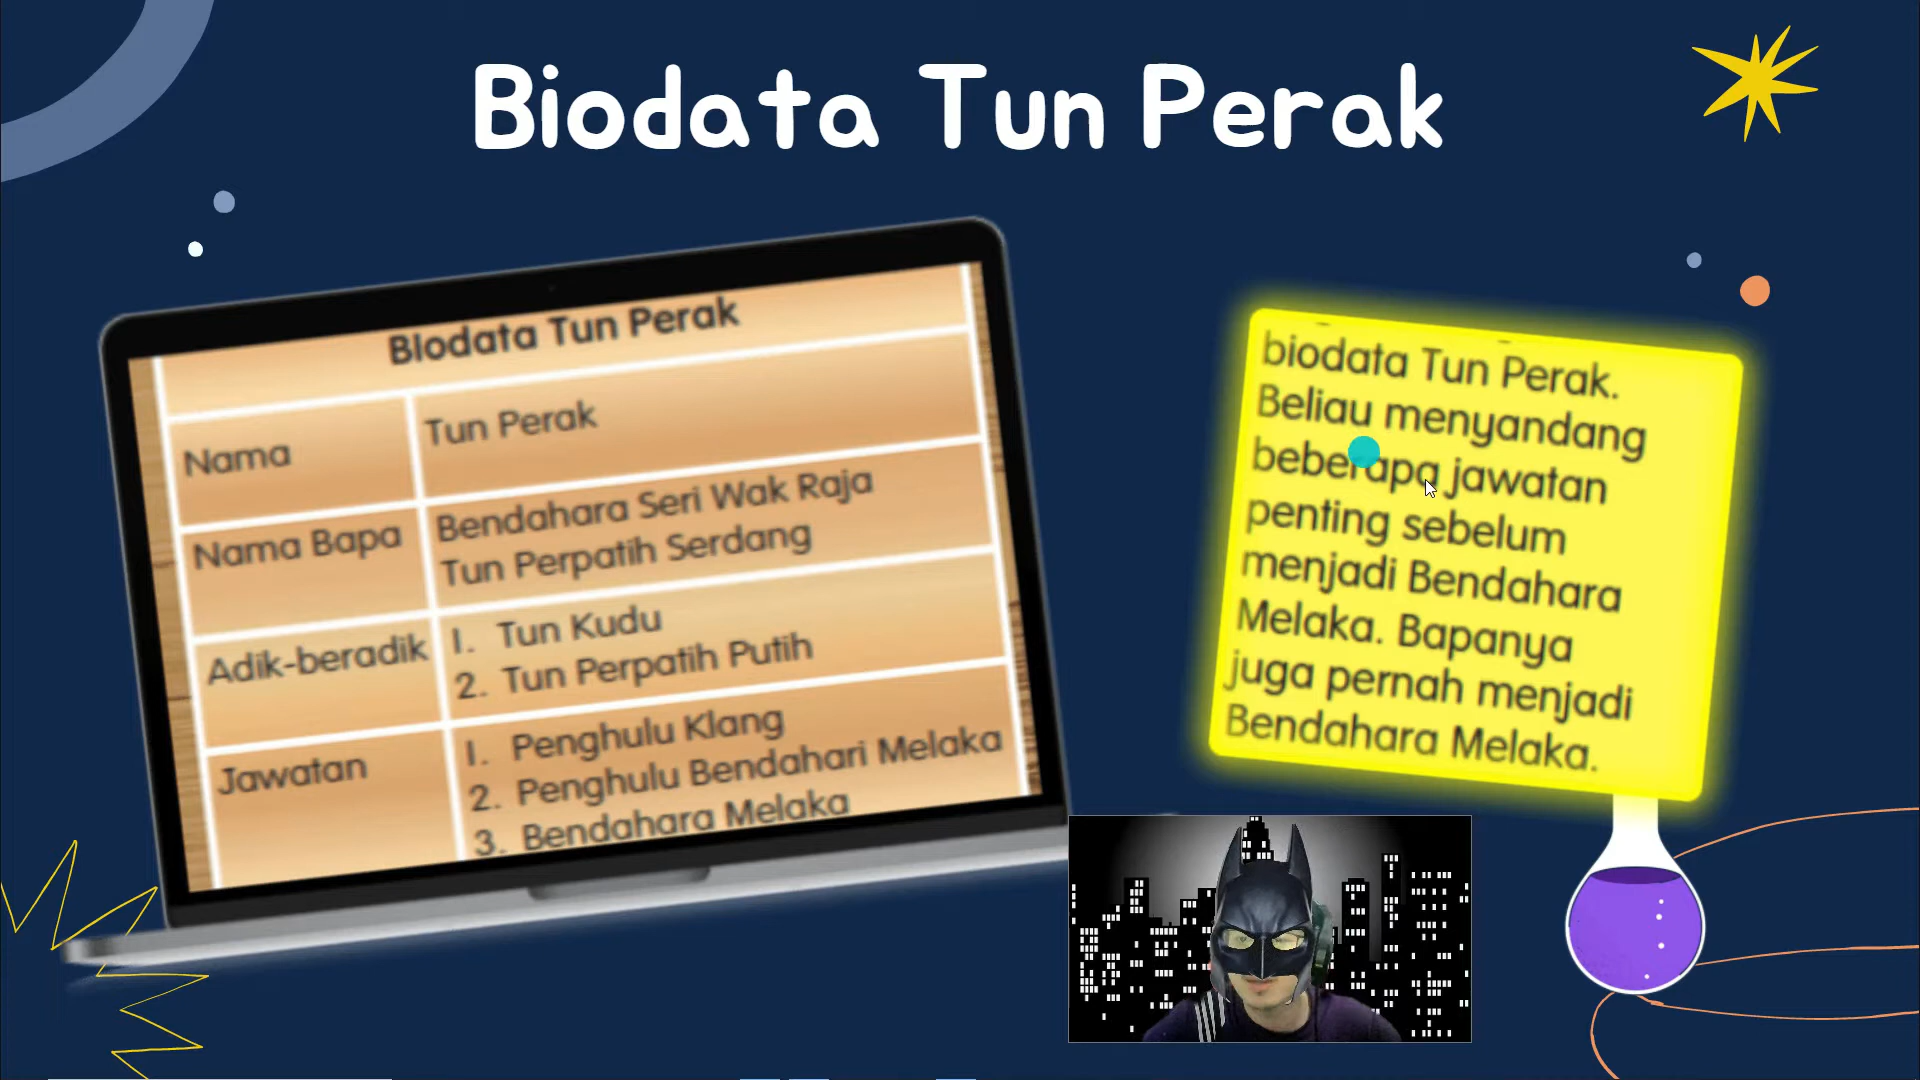 Biodata Tun Perak
Biodata Tun Perak
Nama
Tun Perak
Nama Bapa
Bendahara Seri Wak Raja
Tun Perpatih Serdang
Adik-beradik
1. Tun Kudu
2. Tun Perpatih Putih
Jawatan
1. Penghulu Klang
2. Penghulu Bendahari Melaka
3. Bendahara Melaka
biodata Tun Perak.
Beliau menyandang
beberapa jawatan
penting sebelum
menjadi Bendahara
Melaka. Bapanya
juga pernah menjadi
Bendahara Melaka.